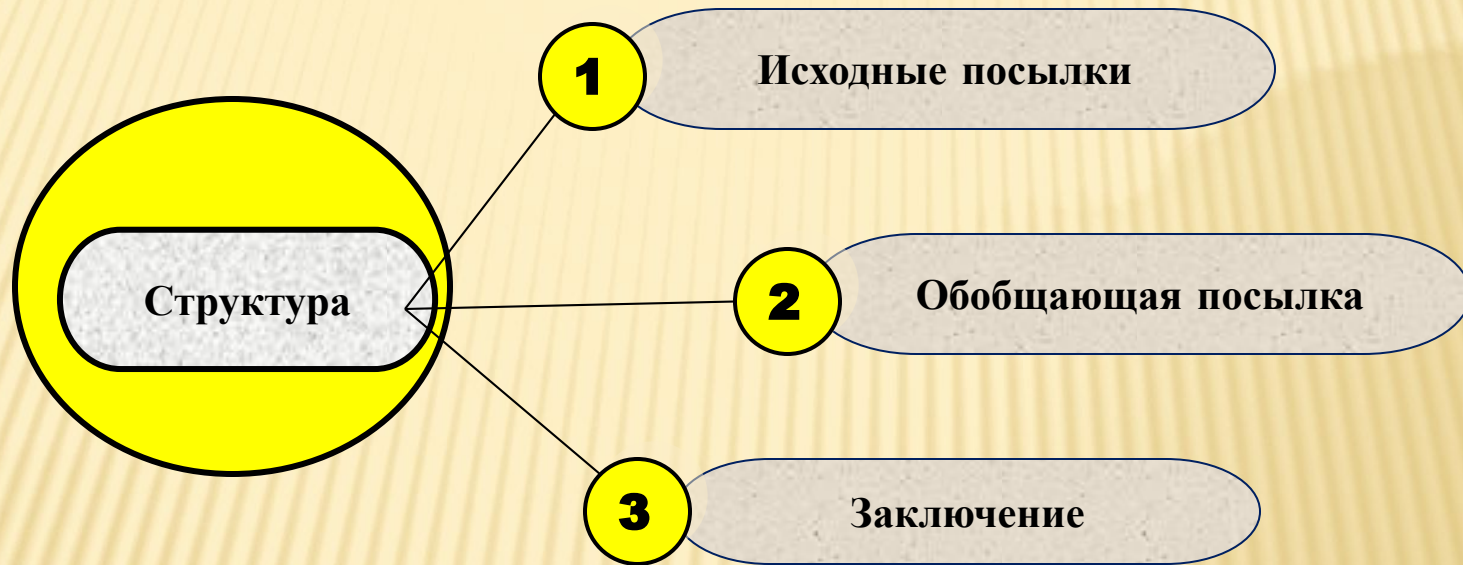 1
Исходные посылки
Структура
2
Обобщающая посылка
3
Заключение